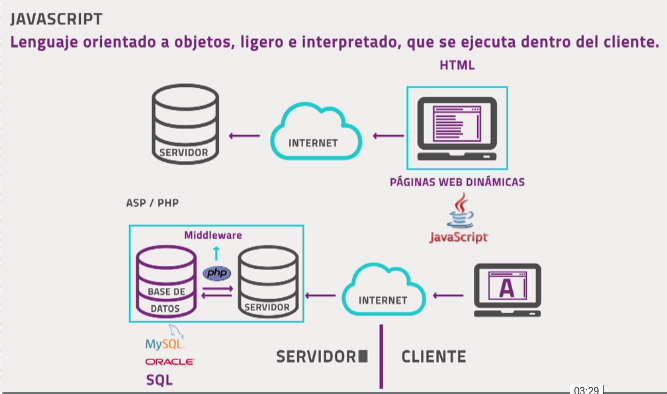 JAVASCRIPT
Lenguaje orientado a objetos, ligero e interpretado, que se ejecuta dentro del cliente.
HTML
SERVIDOR
INTERNET
PÁGINAS WEB DINÁMICAS
JavaScript
ASP / PHP
Middleware
php
BASE DE
DATOS
SERVIDOR
INTERNET
A
MySQL
ORACLE
SQL
SERVIDOR
CLIENTE
03:29